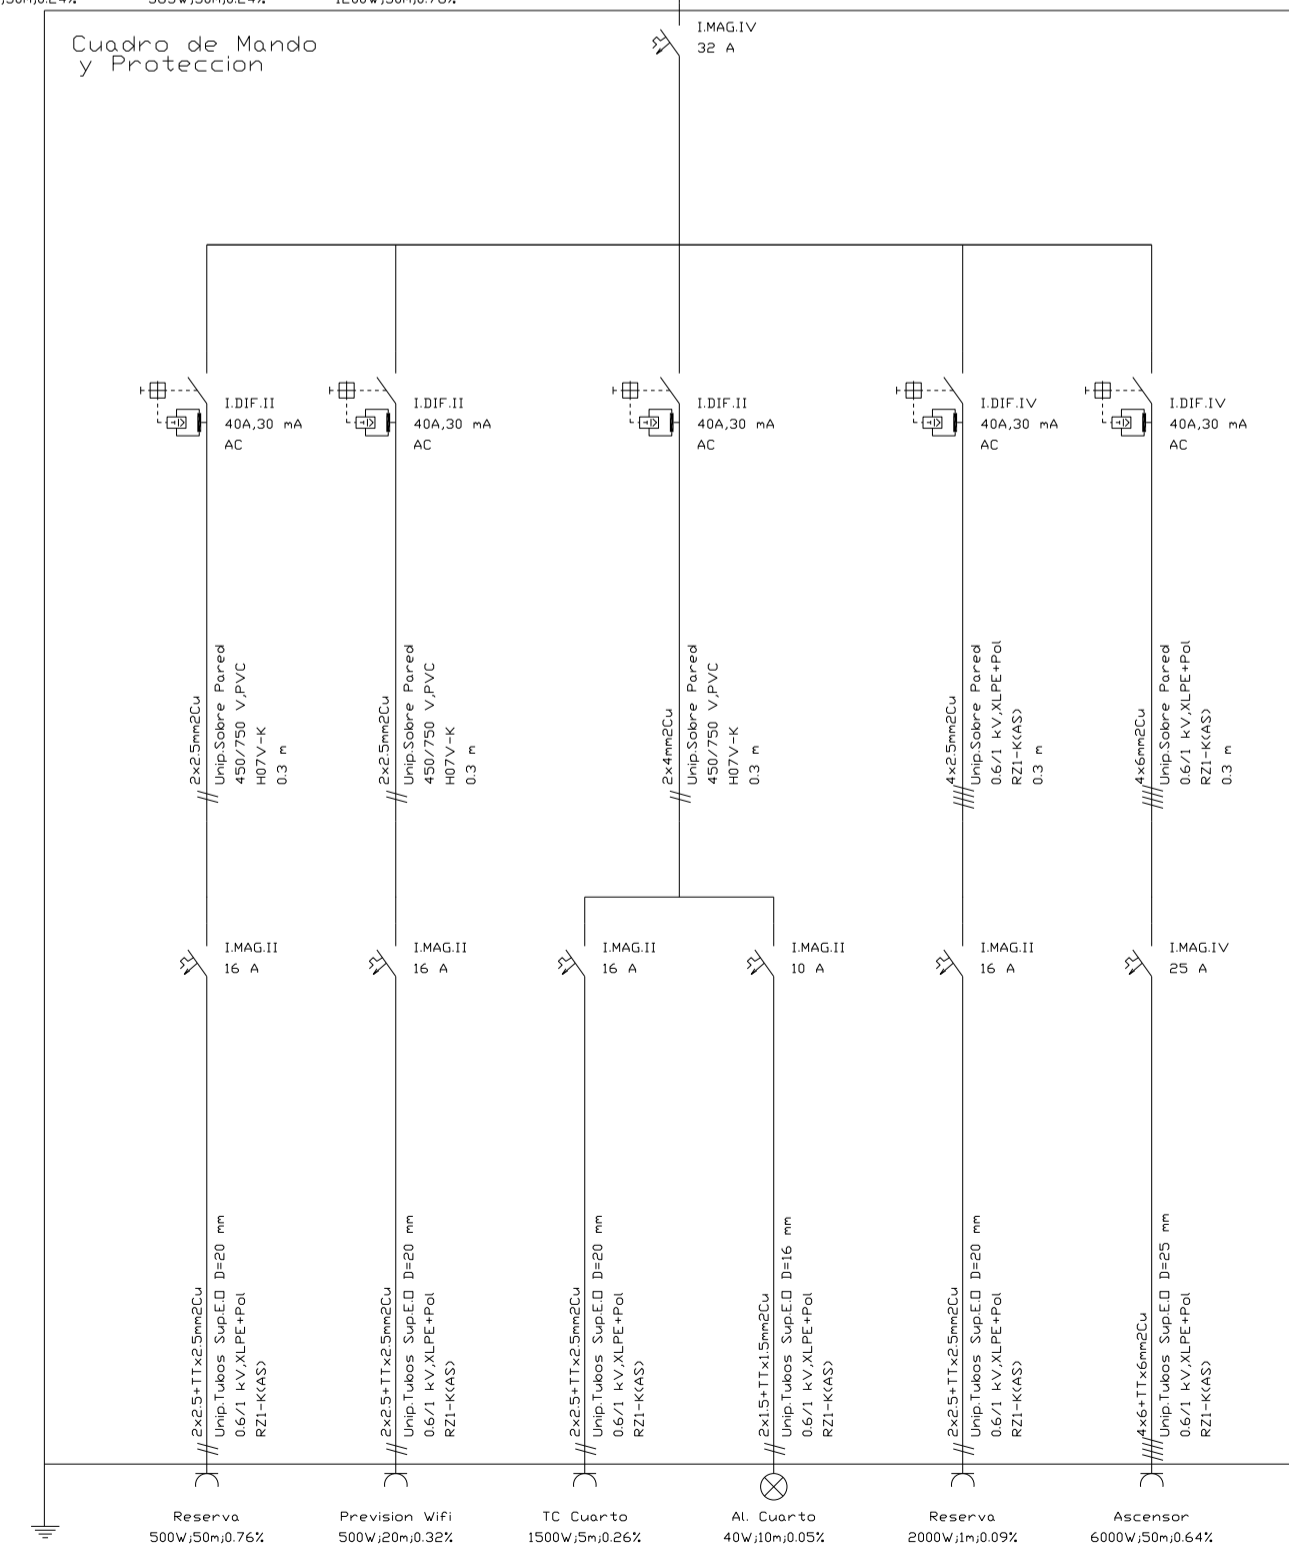 Cuadro de Mando
y Proteccion
I.MAG.IV
32 A
I.DIF.II
40A,30 mA
AC
I.DIF.II
40A,30 mA
AC
I.DIF.II
40A,30 mA
AC
I.DIF.IV
40A,30 mA
AC
I.DIF.IV
40A,30 mA
AC
2x2.5mm2Cu
Unip.Sobre Pared
450/750 V,PVC
H07V-K
0.3 m
2x2.5mm2Cu
Unip.Sobre Pared
450/750 V,PVC
H07V-K
0.3 m
2x4mm2Cu
Unip.Sobre Pared
450/750 V,PVC
H07V-K
0.3 m
4x2.5mm2Cu
Unip.Sobre Pared
0.6/1 kV,XLPE+Pol
RZ1-K(AS)
0.3 m
4x6mm2Cu
Unip.Sobre Pared
0.6/1 kV,XLPE+Pol
RZ1-K(AS)
0.3 m
I.MAG.II
16 A
I.MAG.II
16 A
I.MAG.II
16 A
I.MAG.II
10 A
I.MAG.II
16 A
I.MAG.IV
25 A
2x2.5+TTx2.5mm2Cu
Unip.Tubos Sup.E.O D=20 mm
0.6/1 kV,XLPE+Pol
RZ1-K(AS)
2x2.5+TTx2.5mm2Cu
Unip.Tubos Sup.E.O D=20 mm
0.6/1 kV,XLPE+Pol
RZ1-K(AS)
2x2.5+TTx2.5mm2Cu
Unip.Tubos Sup.E.O D=20 mm
0.6/1 kV,XLPE+Pol
RZ1-K(AS)
2x1.5+TTx1.5mm2Cu
Unip.Tubos Sup.E.O D=16 mm
0.6/1 kV,XLPE+Pol
RZ1-K(AS)
2x2.5+TTx2.5mm2Cu
Unip.Tubos Sup.E.O D=20 mm
0.6/1 kV,XLPE+Pol
RZ1-K(AS)
4x6+TTx6mm2Cu
Unip.Tubos Sup.E.O D=25 mm
0.6/1 kV,XLPE+Pol
RZ1-K(AS)
Reserva
500W;50m;0.76%
Prevision Wifi
500W;20m;0.32%
TC Cuarto
1500W;5m;0.26%
Al. Cuarto
40W;10m;0.05%
Reserva
2000W;1m;0.09%
Ascensor
6000W;50m;0.64%